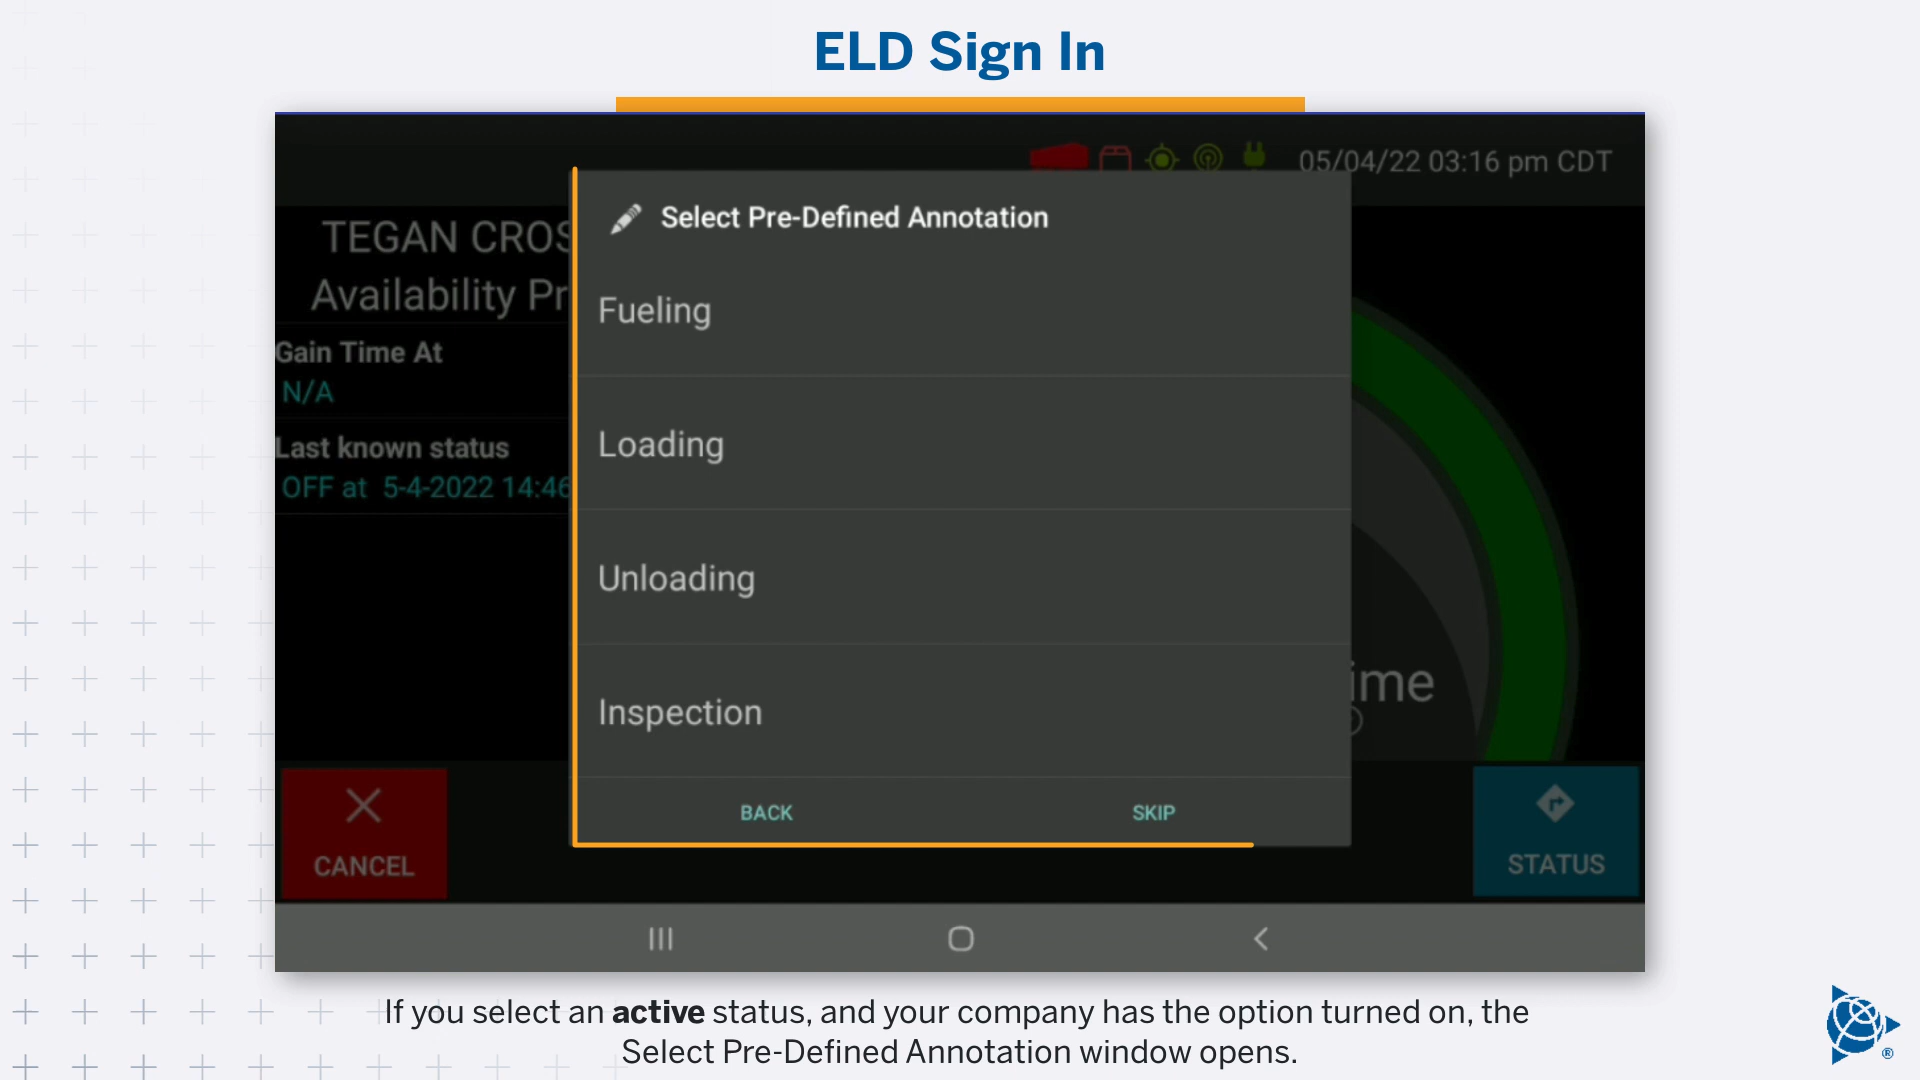 ELD Sign In
05/04/22 03:16 pm CDT
Select Pre-Defined Annotation
TEGAN CROS
Availability Pr
Gain Time At
N/A
Last known status
OFF at 5-4-2022 14:46
Fueling
Loading
Unloading
Inspection
ime
BACK
SKIP
CANCEL
STATUS
If you select an active status, and your company has the option turned on, the
Select Pre-Defined Annotation window opens.
®